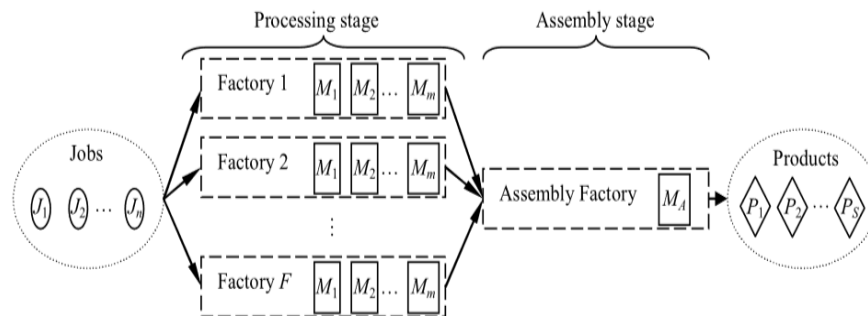 Processing stage
Assembly stage
Factory 1 M1 M2 … Mm
Jobs
J1 J2 … Jn
Factory 2 M1 M2 … Mm
⋮
Factory F M1 M2 … Mm
Assembly Factory MA
Products
P1 P2 … PS